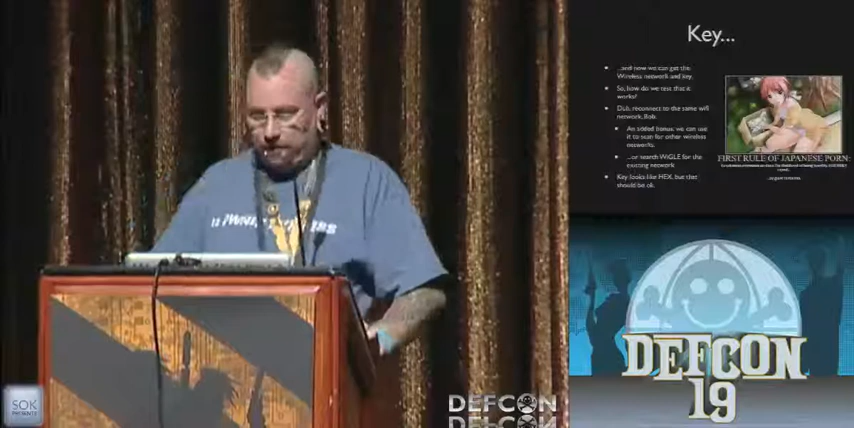 Key...
...and now we can get the
Wireless network and key.
So, how do we test that it
works?
Duh, reconnect to the same wifi
network, Bob.
An added bonus, we can use
it to scan for other wireless
networks.
...or search WiGLE for the
existing network
Key looks like HEX, but that
should be ok.
FIRST RULE OF JAPANESE PORN:
DEFCON
19
SOK
DEFCON